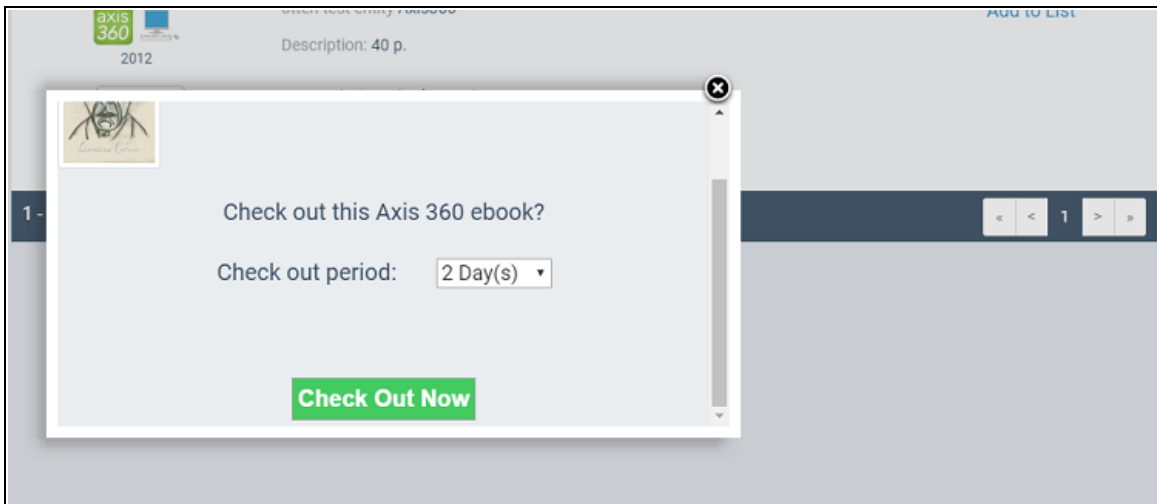 axis
360
2012
Description: 40 p.
Add to List
1 -
« < 1 > »
Check out this Axis 360 ebook?
Check out period: 2 Day(s)
Check Out Now